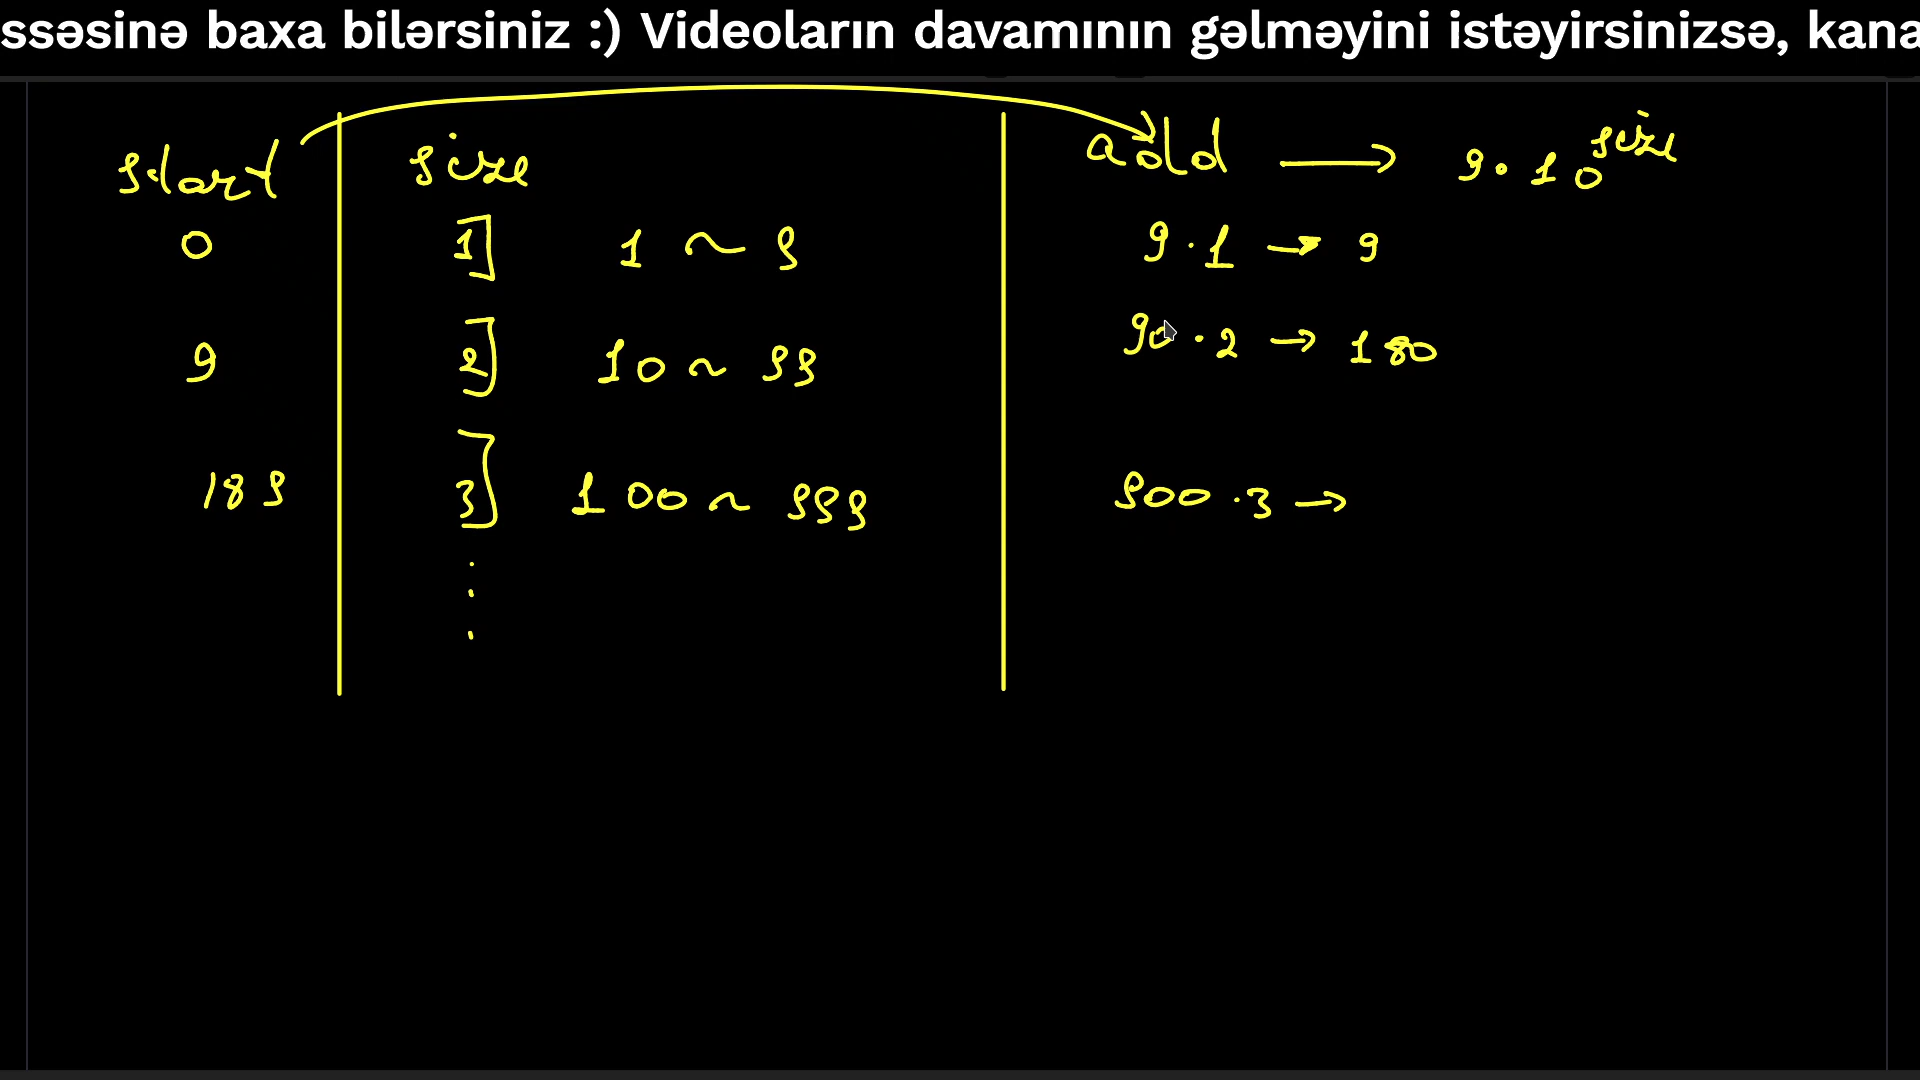 ssəsinə baxa bilərsiniz :) Videoların davamının gəlməyini istəyirsinizsə, kana
start size add → 9 · 10^size
0 1] 1 ~ 9 9 · 1 → 9
9 2] 10 ~ 99 90 · 2 → 180
189 3] 100 ~ 999 900 · 3 →